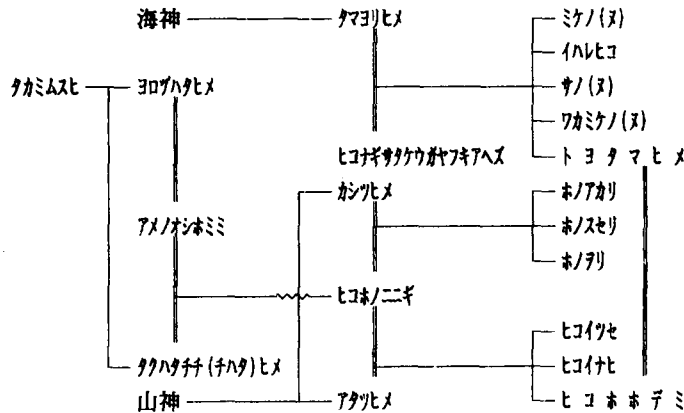 海神
タマヨリヒメ
ミケノ(ヌ)
イハレヒコ
タカミムスヒ
ヨロヅハタヒメ
サノ(ヌ)
ワカミケノ(ヌ)
ヒコナギサタケウガヤフキアヘズ
トヨタマヒメ
カシツヒメ
ホノアカリ
アメノオシホミミ
ホノスセリ
ホノヲリ
ヒコホノニニギ
ヒコイツセ
タクハタチチ(チハタ)ヒメ
ヒコイナヒ
山神
アタツヒメ
ヒコホホデミ